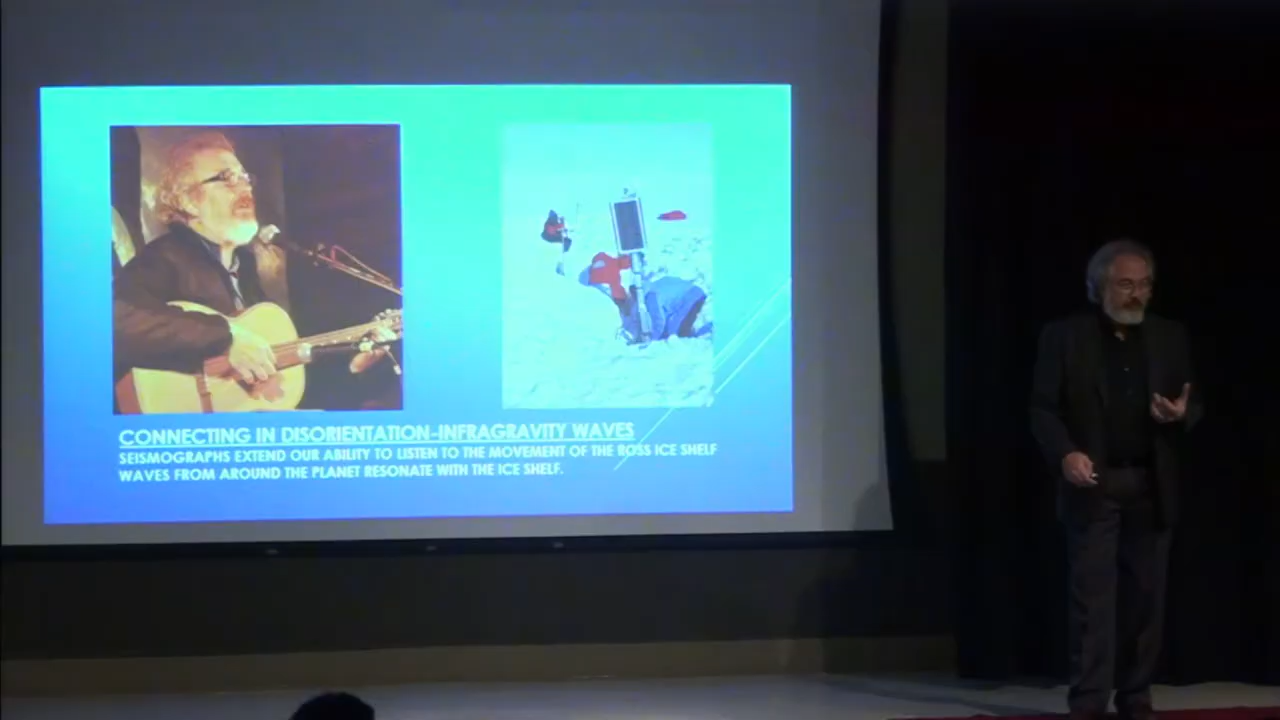 CONNECTING IN DISORIENTATION-INFRAGRAVITY WAVES
SEISMOGRAPHS EXTEND OUR ABILITY TO LISTEN TO THE MOVEMENT OF THE ROSS ICE SHELF
WAVES FROM AROUND THE PLANET RESONATE WITH THE ICE SHELF.